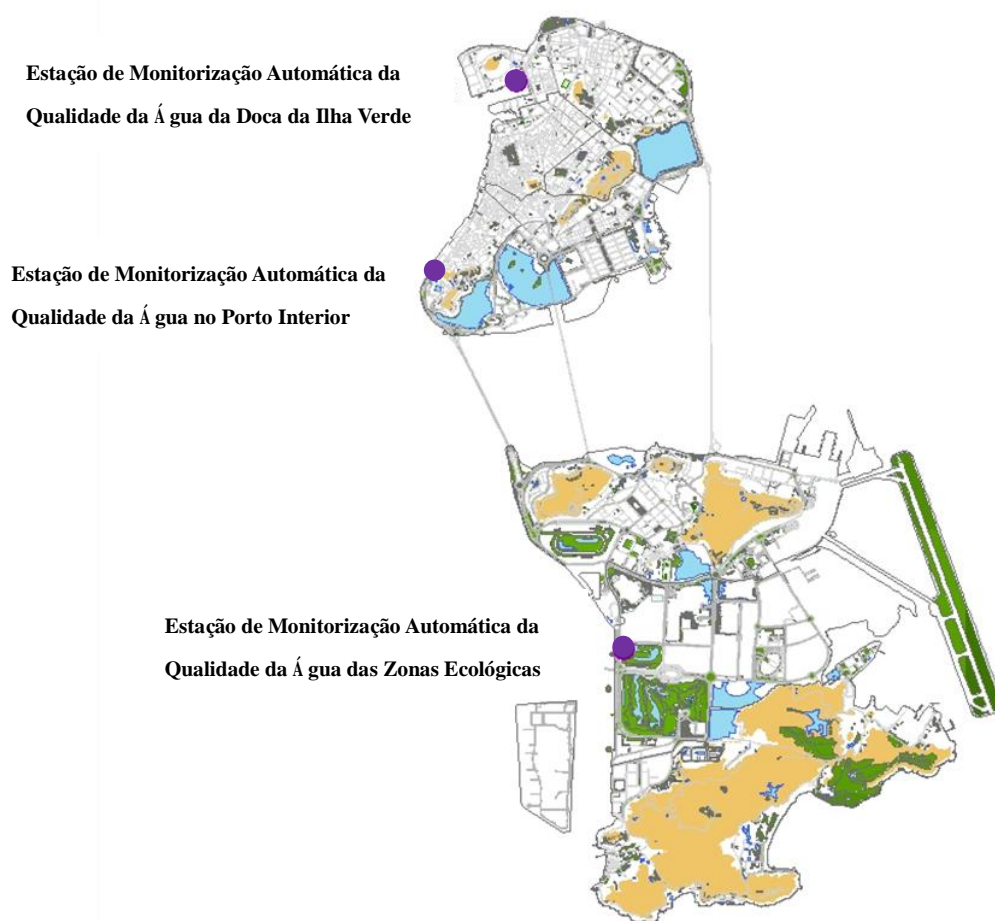 Estação de Monitorização Automática da
Qualidade da Á gua da Doca da Ilha Verde
Estação de Monitorização Automática da
Qualidade da Á gua no Porto Interior
Estação de Monitorização Automática da
Qualidade da Á gua das Zonas Ecológicas